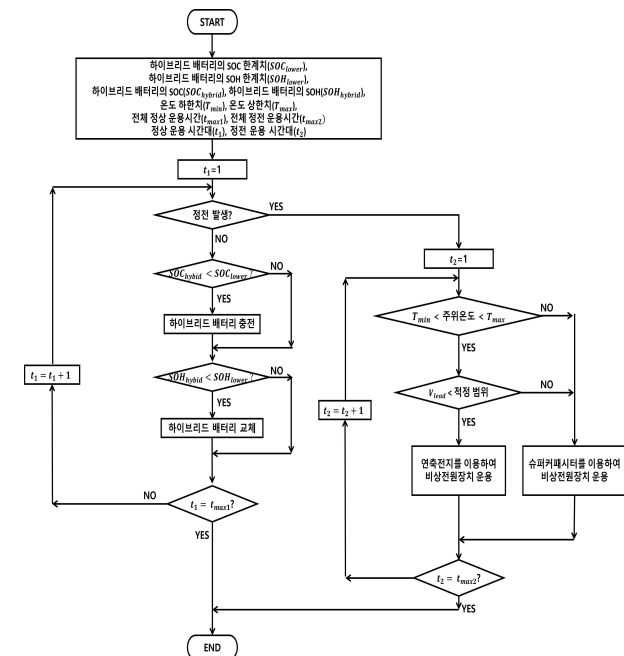 START
하이브리드 배터리의 SOC 한계치(SOC_lower),
하이브리드 배터리의 SOH 한계치(SOH_lower),
하이브리드 배터리의 SOC(SOC_hybrid), 하이브리드 배터리의 SOH(SOH_hybrid),
온도 하한치(T_min), 온도 상한치(T_max),
전체 정상 운용시간(t_max1), 전체 정전 운용시간(t_max2)
정상 운용 시간대(t_1), 정전 운용 시간대(t_2)
t_1=1
정전 발생?
YES
NO
SOC_hybid < SOC_lower ?
NO
YES
하이브리드 배터리 충전
SOH_hybid < SOH_lower ?
NO
YES
하이브리드 배터리 교체
t_1 = t_1 + 1
t_1 = t_max1?
NO
YES
t_2=1
T_min < 주위온도 < T_max
NO
YES
V_lead < 적정 범위
NO
YES
t_2 = t_2 + 1
연축전지를 이용하여
비상전원장치 운용
슈퍼커패시터를 이용하여
비상전원장치 운용
t_2 = t_max2?
YES
END